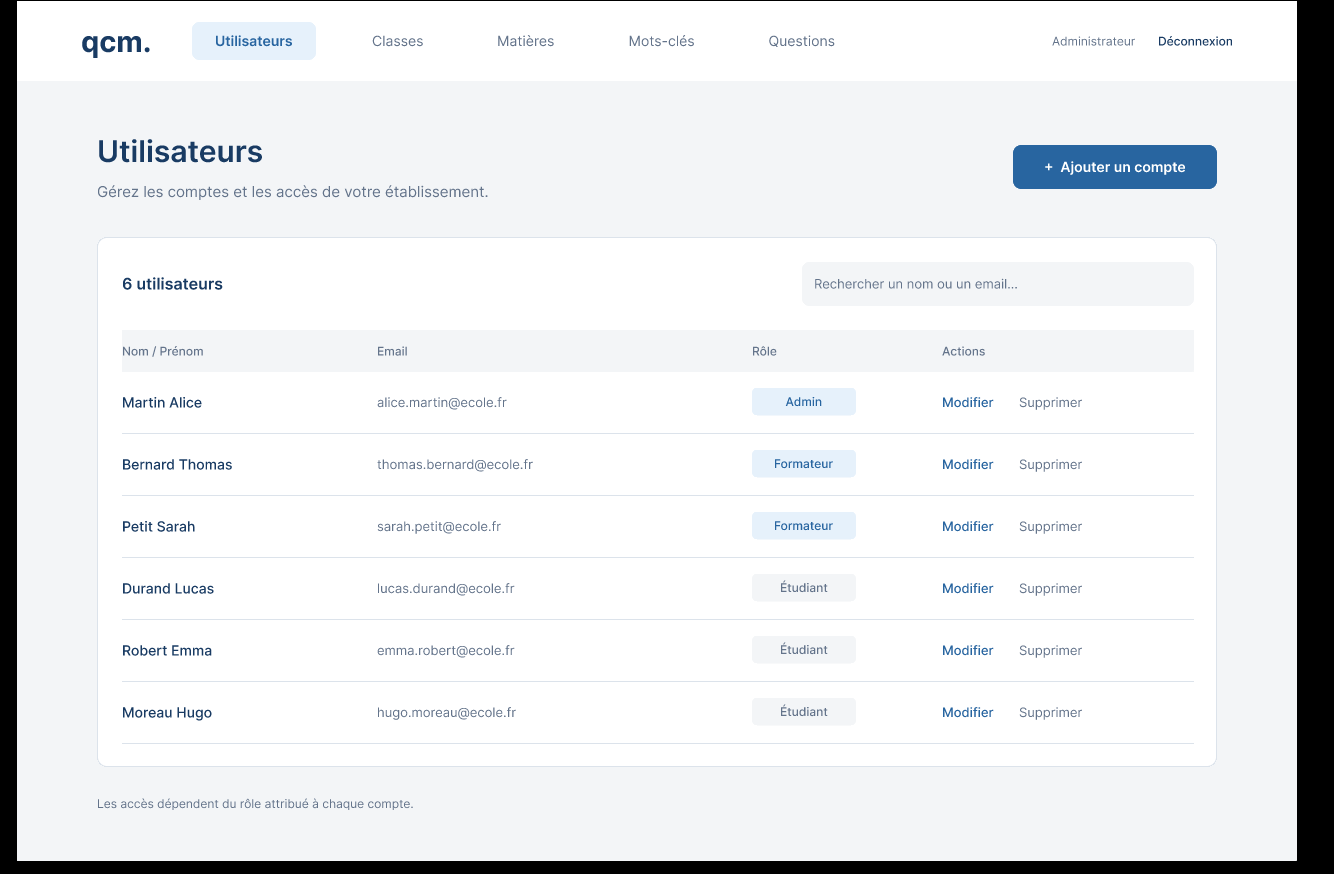 qcm. Utilisateurs Classes Matières Mots-clés Questions Administrateur Déconnexion
Utilisateurs
+ Ajouter un compte
Gérez les comptes et les accès de votre établissement.
6 utilisateurs Rechercher un nom ou un email...
Nom / Prénom Email Rôle Actions
Martin Alice alice.martin@ecole.fr Admin Modifier Supprimer
Bernard Thomas thomas.bernard@ecole.fr Formateur Modifier Supprimer
Petit Sarah sarah.petit@ecole.fr Formateur Modifier Supprimer
Durand Lucas lucas.durand@ecole.fr Étudiant Modifier Supprimer
Robert Emma emma.robert@ecole.fr Étudiant Modifier Supprimer
Moreau Hugo hugo.moreau@ecole.fr Étudiant Modifier Supprimer
Les accès dépendent du rôle attribué à chaque compte.